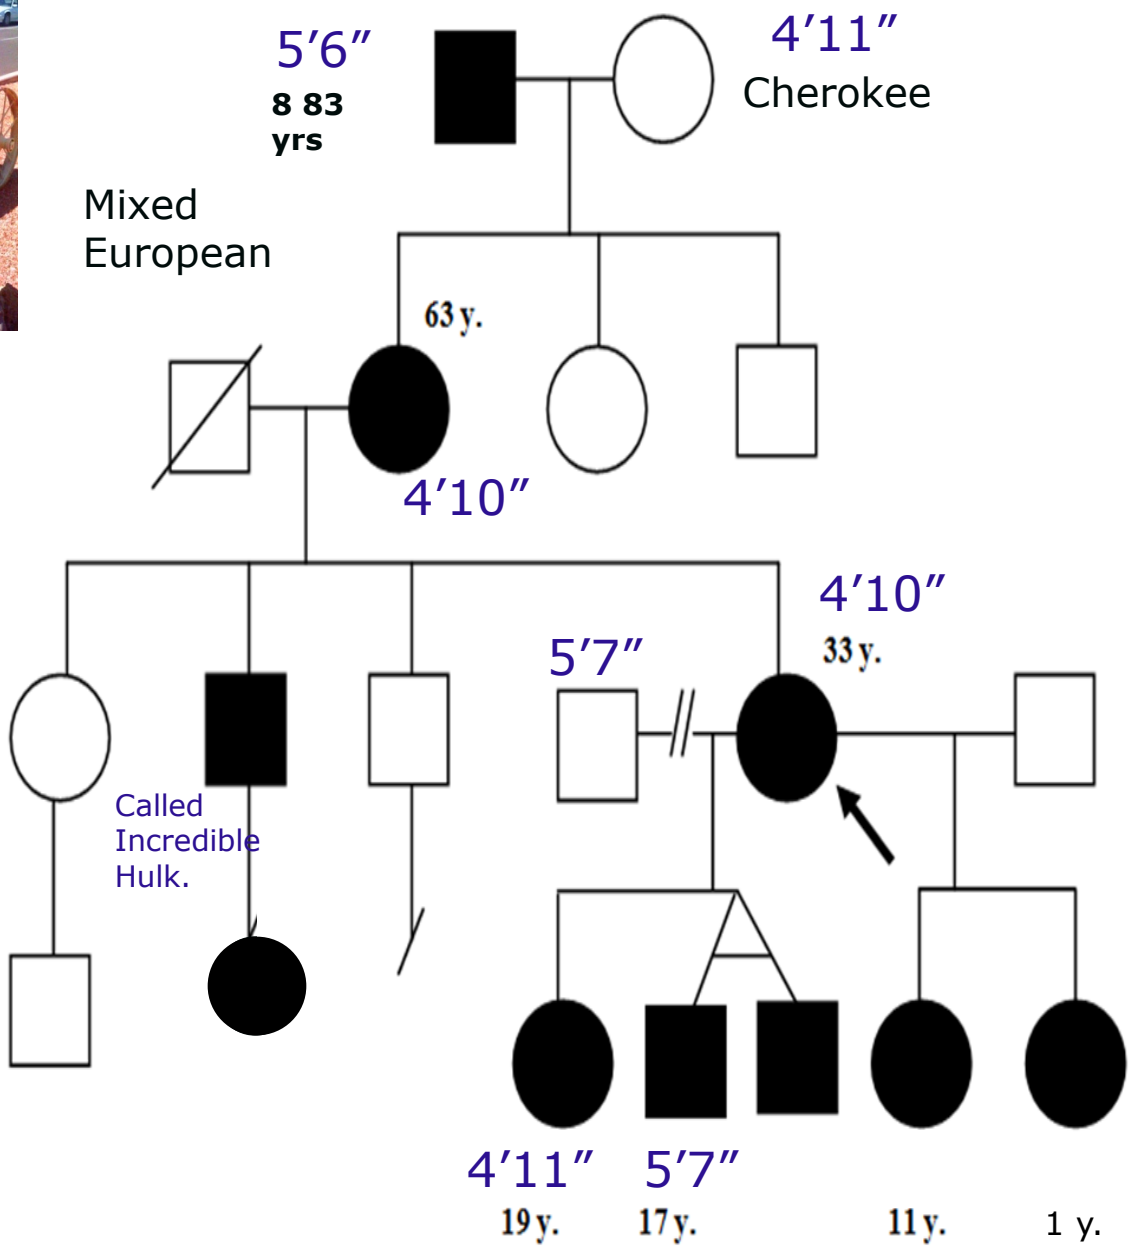 5’6”
4’11”
8 83
yrs
Cherokee
Mixed
European
63 y.
4’10”
4’10”
5’7”
33 y.
Called
Incredible
Hulk.
4’11”
5’7”
19 y.
17 y.
11 y.
1 y.